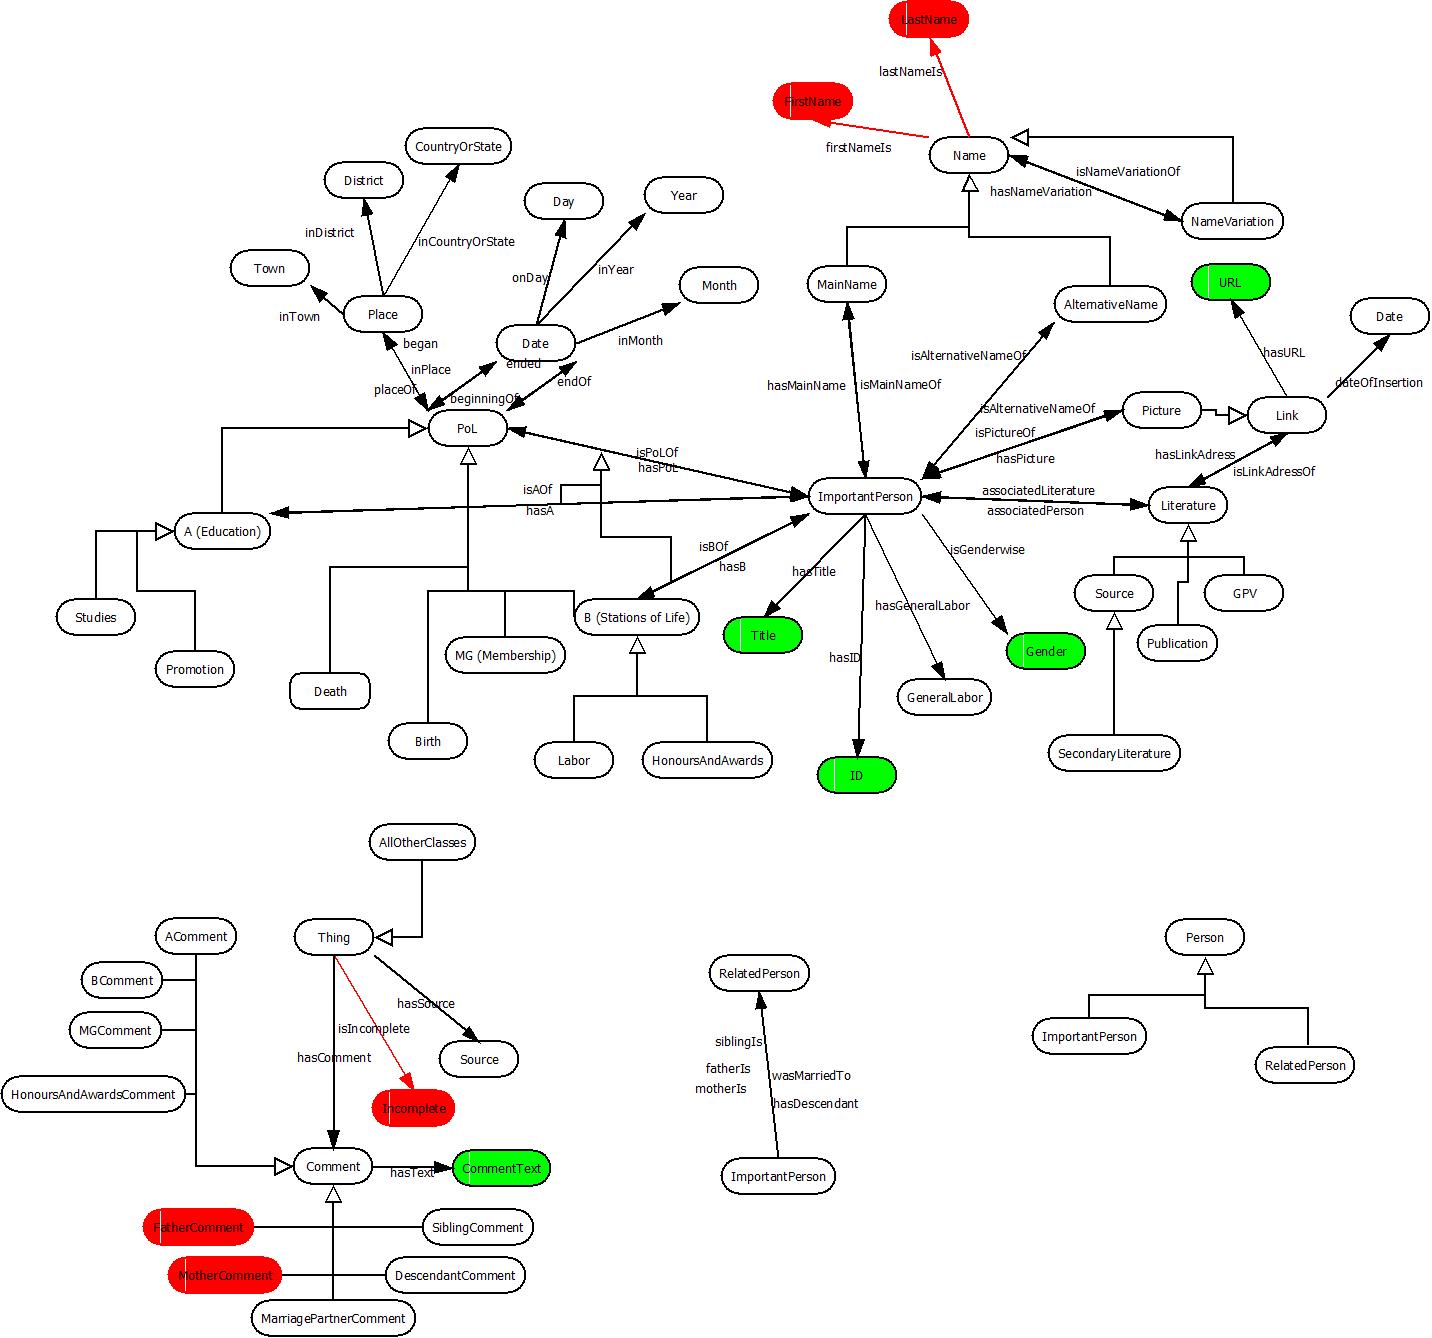 LastName
lastNameIs
FirstName
firstNameIs
CountryOrState
Name
isNameVariationOf
District
hasNameVariation
Year
Day
NameVariation
inDistrict
inCountryOrState
Town
inYear
onDay
MainName
URL
Month
AlternativeName
inTown
Place
Date
began
Date
inMonth
isAlternativeNameOf
hasURL
ended
inPlace
endOf
hasMainName
isMainNameOf
dateOfInsertion
placeOf
beginningOf
isAlternativeNameOf
Picture
Link
PoL
isPictureOf
isPoLOf
hasPoL
hasPicture
hasLinkAdress
isLinkAdressOf
isAOf
hasA
ImportantPerson
associatedLiterature
associatedPerson
Literature
A (Education)
isBOf
hasB
isGenderwise
hasTitle
Source
GPV
hasGeneralLabor
Studies
B (Stations of Life)
Title
Publication
MG (Membership)
hasID
Gender
Promotion
Death
GeneralLabor
Birth
Labor
HonoursAndAwards
SecondaryLiterature
ID
AllOtherClasses
AComment
Thing
Person
BComment
RelatedPerson
hasSource
MGComment
isIncomplete
ImportantPerson
siblingIs
hasComment
Source
fatherIs
RelatedPerson
wasMarriedTo
motherIs
HonoursAndAwardsComment
hasDescendant
Incomplete
Comment
hasText
CommentText
ImportantPerson
FatherComment
SiblingComment
MotherComment
DescendantComment
MarriagePartnerComment